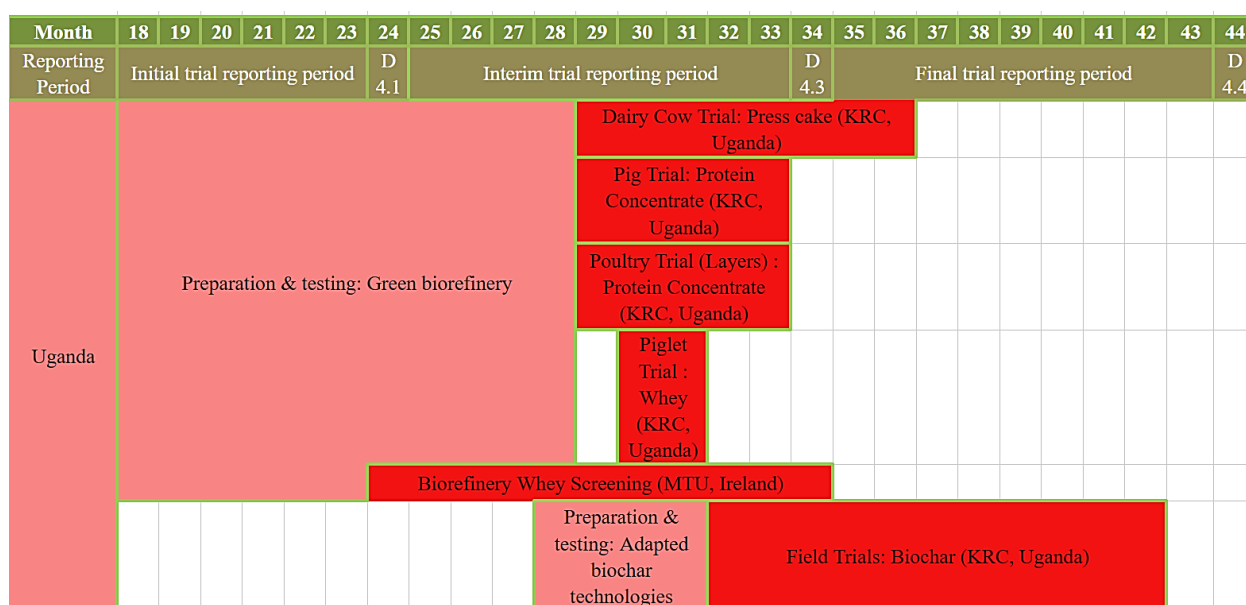 Month 18 19 20 21 22 23 24 25 26 27 28 29 30 31 32 33 34 35 36 37 38 39 40 41 42 43 44
Reporting
Period
Initial trial reporting period
D
4.1
Interim trial reporting period
D
4.3
Final trial reporting period
D
4.4
Uganda
Preparation & testing: Green biorefinery
Dairy Cow Trial: Press cake (KRC,
Uganda)
Pig Trial: Protein
Concentrate (KRC,
Uganda)
Poultry Trial (Layers) :
Protein Concentrate
(KRC, Uganda)
Piglet
Trial :
Whey
(KRC,
Uganda)
Biorefinery Whey Screening (MTU, Ireland)
Preparation &
testing: Adapted
biochar
technologies
Field Trials: Biochar (KRC, Uganda)